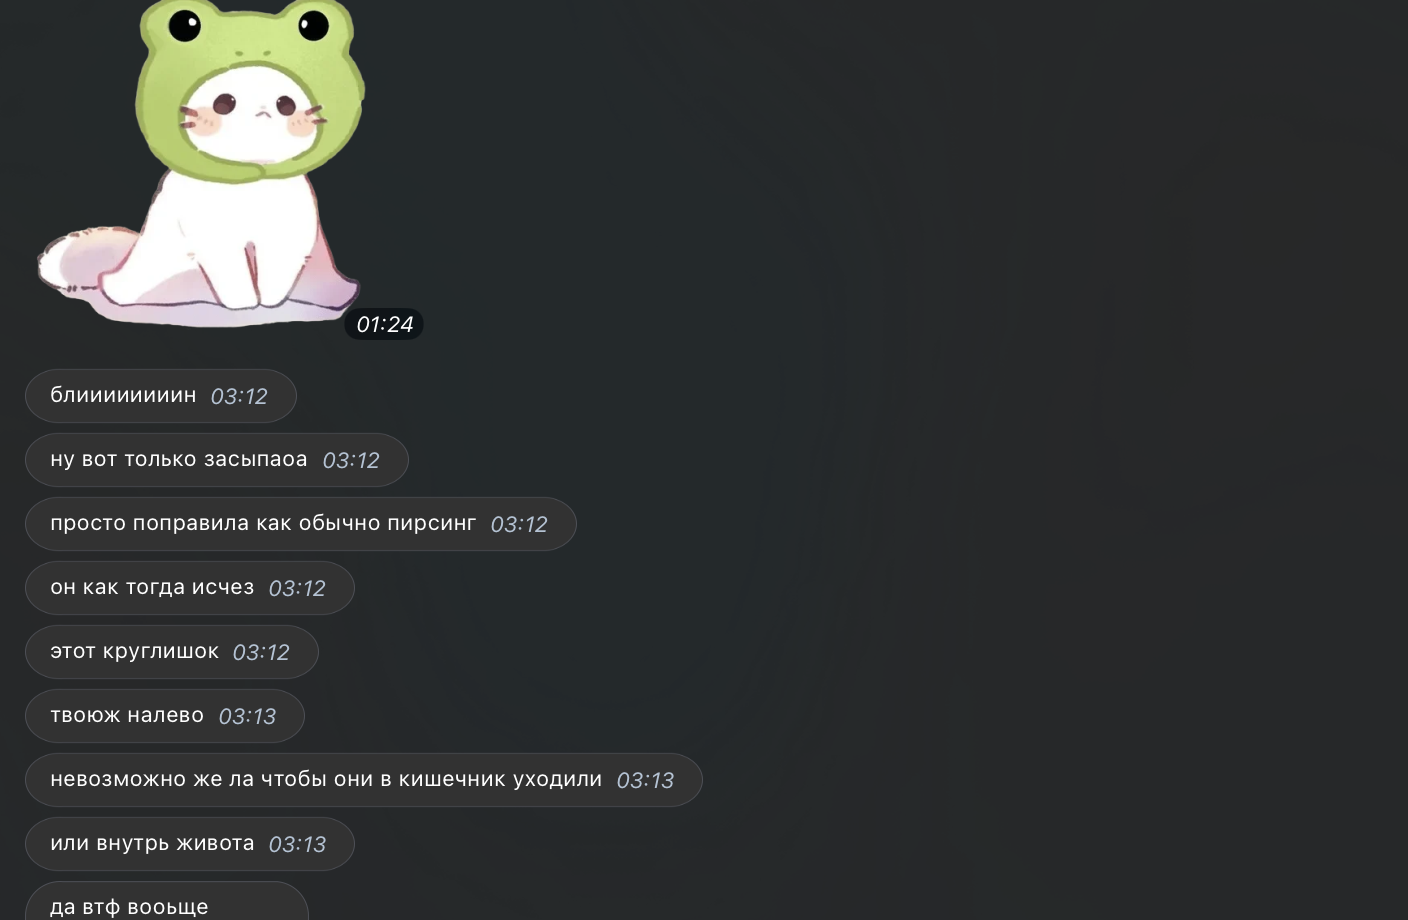 01:24
блиииииииин 03:12
ну вот только засыпаоа 03:12
просто поправила как обычно пирсинг 03:12
он как тогда исчез 03:12
этот круглишок 03:12
твоюж налево 03:13
невозможно же ла чтобы они в кишечник уходили 03:13
или внутрь живота 03:13
да втф вооьще